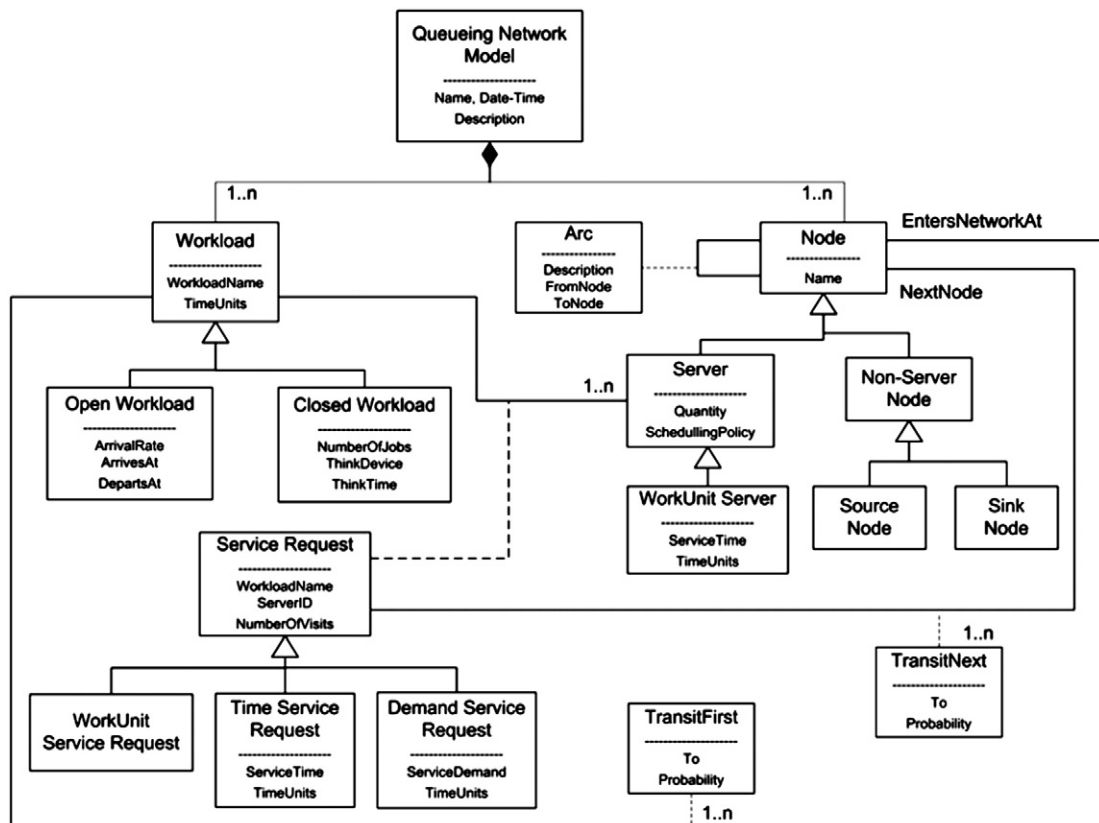 Queueing Network
Model
Name, Date-Time
Description
1..n
1..n
Workload
WorkloadName
TimeUnits
Arc
Description
FromNode
ToNode
Node
Name
EntersNetworkAt
NextNode
Open Workload
ArrivalRate
ArrivesAt
DepartsAt
Closed Workload
NumberOfJobs
ThinkDevice
ThinkTime
1..n
Server
Quantity
SchedullingPolicy
Non-Server
Node
WorkUnit Server
ServiceTime
TimeUnits
Source
Node
Sink
Node
Service Request
WorkloadName
ServerID
NumberOfVisits
WorkUnit
Service Request
Time Service
Request
ServiceTime
TimeUnits
Demand Service
Request
ServiceDemand
TimeUnits
TransitFirst
To
Probability
1..n
1..n
TransitNext
To
Probability